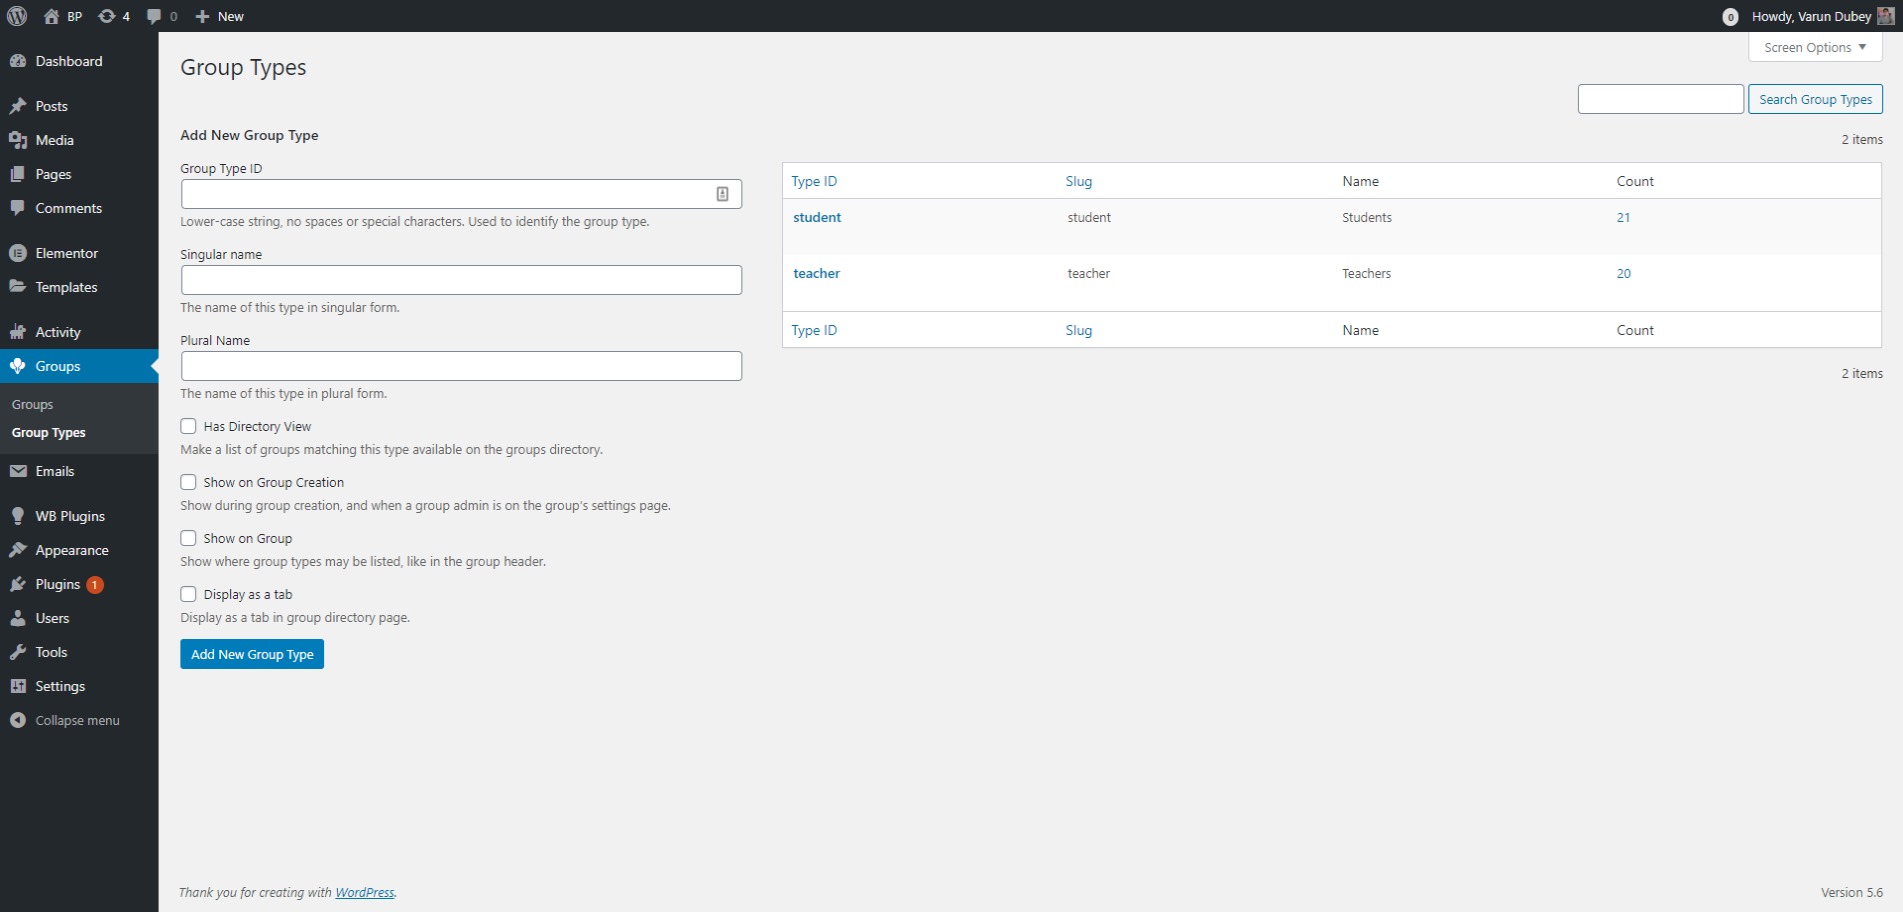 BP 4 0 New
0 Howdy, Varun Dubey
Dashboard
Posts
Media
Pages
Comments
Elementor
Templates
Activity
Groups
Groups
Group Types
Emails
WB Plugins
Appearance
Plugins 1
Users
Tools
Settings
Collapse menu
Screen Options
Group Types
Search Group Types
Add New Group Type
Group Type ID
Lower-case string, no spaces or special characters. Used to identify the group type.
Singular name
The name of this type in singular form.
Plural Name
The name of this type in plural form.
Has Directory View
Make a list of groups matching this type available on the groups directory.
Show on Group Creation
Show during group creation, and when a group admin is on the group's settings page.
Show on Group
Show where group types may be listed, like in the group header.
Display as a tab
Display as a tab in group directory page.
Add New Group Type
2 items
Type ID Slug Name Count
student student Students 21
teacher teacher Teachers 20
Type ID Slug Name Count
2 items
Thank you for creating with WordPress.
Version 5.6